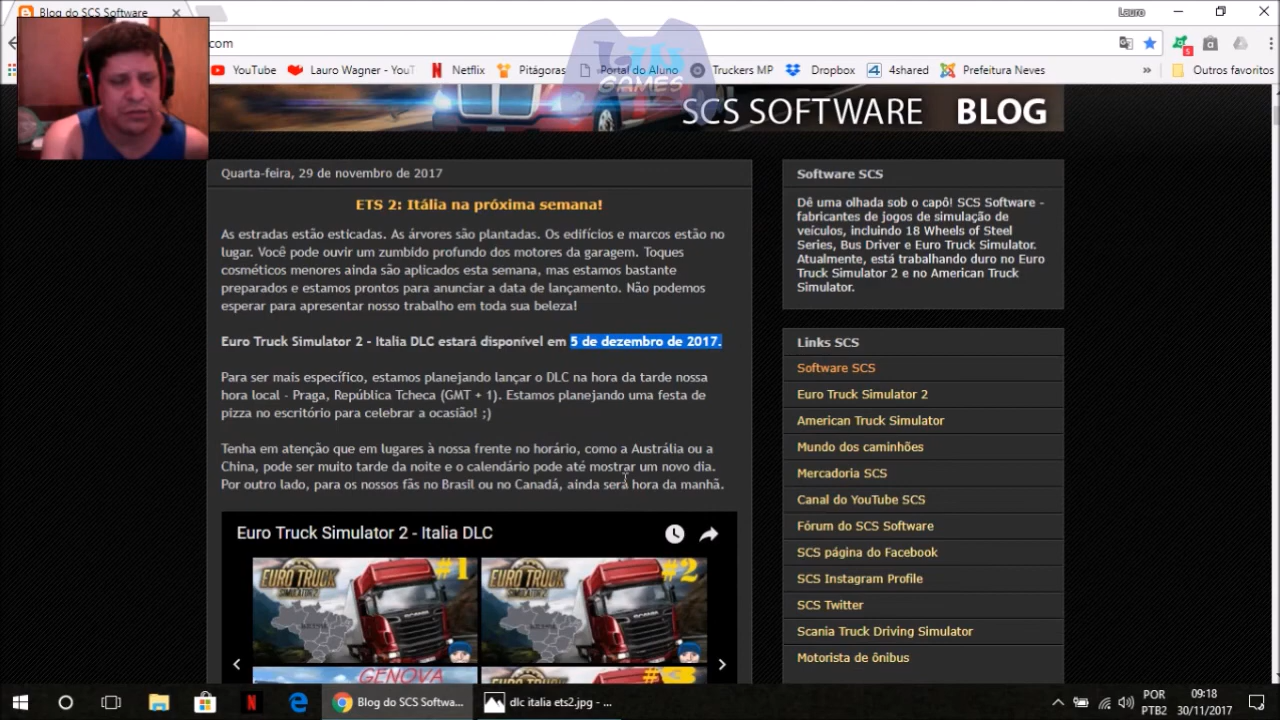 Blog do SCS Software
Lauro
com
YouTube
Lauro Wagner - YouT
Netflix
Pitágoras
Portal do Aluno
Truckers MP
Dropbox
4shared
Prefeitura Neves
»
Outros favoritos
GAMES
SCS SOFTWARE BLOG
Quarta-feira, 29 de novembro de 2017
ETS 2: Itália na próxima semana!
As estradas estão esticadas. As árvores são plantadas. Os edifícios e marcos estão no
lugar. Você pode ouvir um zumbido profundo dos motores da garagem. Toques
cosméticos menores ainda são aplicados esta semana, mas estamos bastante
preparados e estamos prontos para anunciar a data de lançamento. Não podemos
esperar para apresentar nosso trabalho em toda sua beleza!
Euro Truck Simulator 2 - Italia DLC estará disponível em 5 de dezembro de 2017.
Para ser mais específico, estamos planejando lançar o DLC na hora da tarde nossa
hora local - Praga, República Tcheca (GMT + 1). Estamos planejando uma festa de
pizza no escritório para celebrar a ocasião! ;)
Tenha em atenção que em lugares à nossa frente no horário, como a Austrália ou a
China, pode ser muito tarde da noite e o calendário pode até mostrar um novo dia.
Por outro lado, para os nossos fãs no Brasil ou no Canadá, ainda será hora da manhã.
Euro Truck Simulator 2 - Italia DLC
EURO TRUCK
SIMULATOR 2
#1
EURO TRUCK
SIMULATOR 2
#2
GENOVA
EURO TRUCK
#3
Software SCS
Dê uma olhada sob o capô! SCS Software -
fabricantes de jogos de simulação de
veículos, incluindo 18 Wheels of Steel
Series, Bus Driver e Euro Truck Simulator.
Atualmente, está trabalhando duro no Euro
Truck Simulator 2 e no American Truck
Simulator.
Links SCS
Software SCS
Euro Truck Simulator 2
American Truck Simulator
Mundo dos caminhões
Mercadoria SCS
Canal do YouTube SCS
Fórum do SCS Software
SCS página do Facebook
SCS Instagram Profile
SCS Twitter
Scania Truck Driving Simulator
Motorista de ônibus
Blog do SCS Softwa...
dlc italia ets2.jpg - ...
POR
PTB2
09:18
30/11/2017